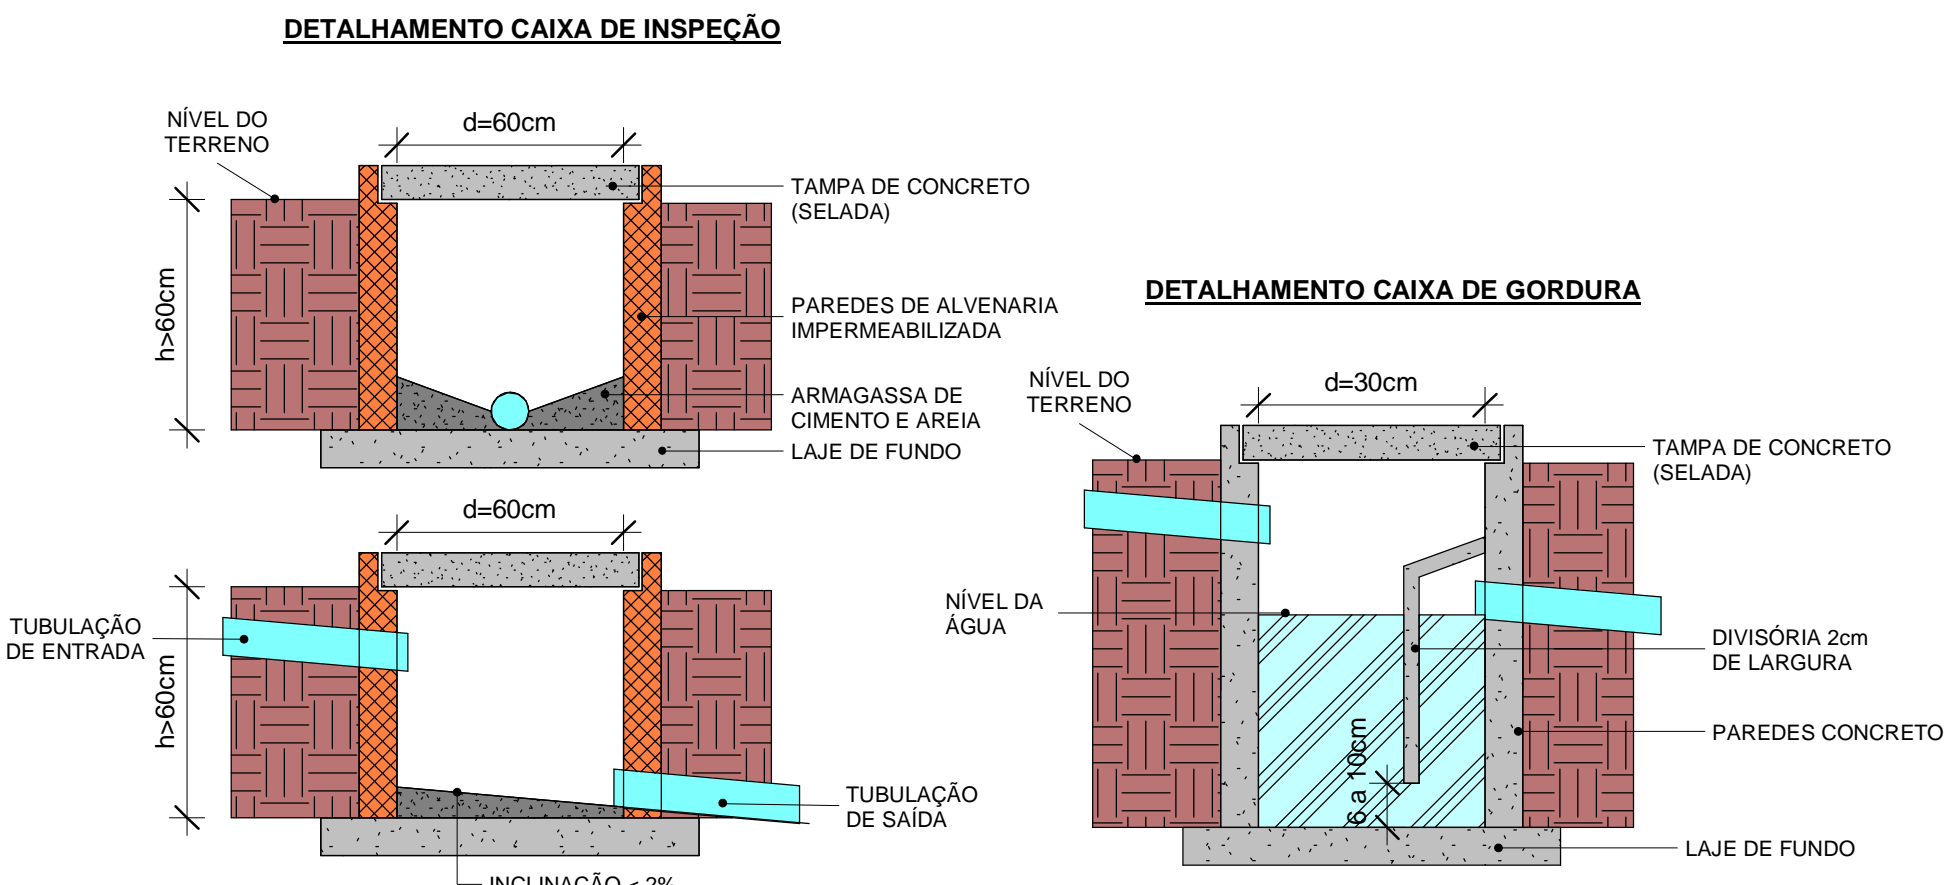 DETALHAMENTO CAIXA DE INSPEÇÃO
NÍVEL DO
TERRENO
d=60cm
TAMPA DE CONCRETO
(SELADA)
h>60cm
PAREDES DE ALVENARIA
IMPERMEABILIZADA
ARMAGASSA DE
CIMENTO E AREIA
LAJE DE FUNDO
d=60cm
TUBULAÇÃO
DE ENTRADA
h>60cm
TUBULAÇÃO
DE SAÍDA
INCLINAÇÃO < 2%
DETALHAMENTO CAIXA DE GORDURA
NÍVEL DO
TERRENO
d=30cm
TAMPA DE CONCRETO
(SELADA)
NÍVEL DA
ÁGUA
DIVISÓRIA 2cm
DE LARGURA
PAREDES CONCRETO
6 a 10cm
LAJE DE FUNDO